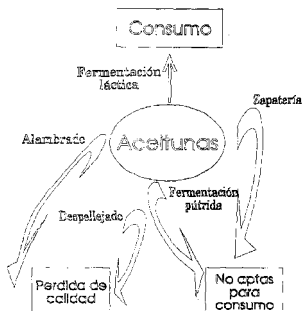 Consumo
Fermentación
láctica
Zapatería
Alambrado
Aceitunas
Fermentación
pútrida
Despellejado
Perdida de
calidad
No aptas
para
consumo